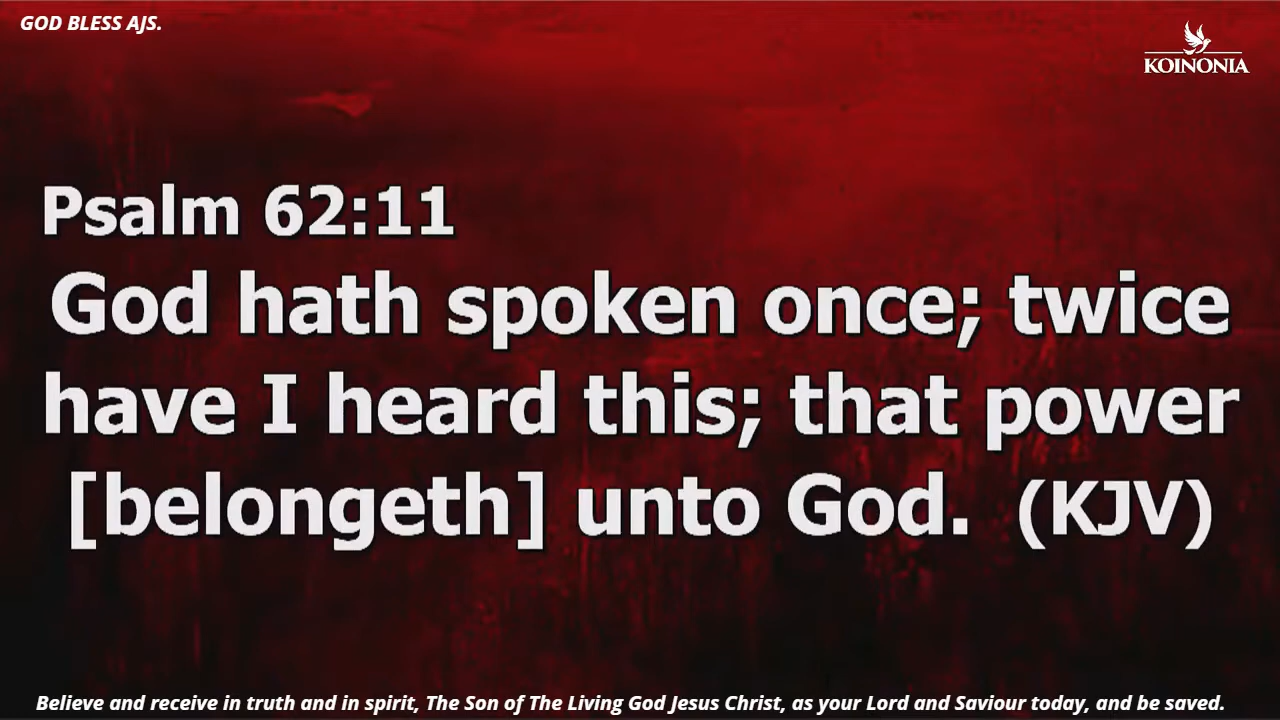 GOD BLESS AJS.
KOINONIA
Psalm 62:11
God hath spoken once; twice
have I heard this; that power
[belongeth] unto God. (KJV)
Believe and receive in truth and in spirit, The Son of The Living God Jesus Christ, as your Lord and Saviour today, and be saved.